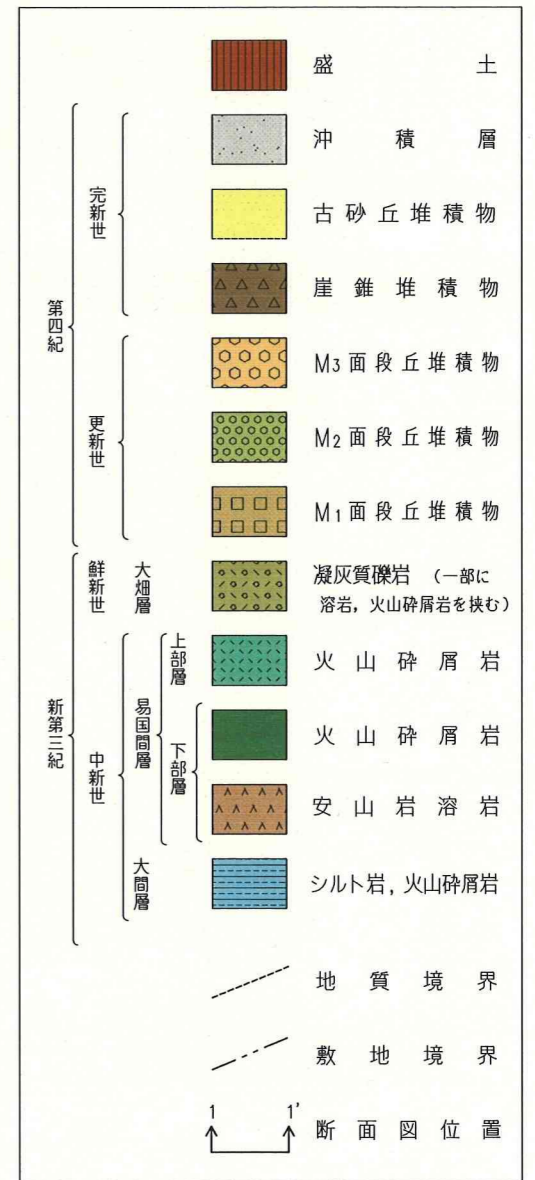 盛土
沖積層
完新世
古砂丘堆積物
崖錐堆積物
第四紀
M3面段丘堆積物
更新世
M2面段丘堆積物
M1面段丘堆積物
鮮新世
大畑層
凝灰質礫岩 (一部に
溶岩,火山砕屑岩を挟む)
新第三紀
中新世
易国間層
上部層
火山砕屑岩
下部層
火山砕屑岩
安山岩溶岩
大間層
シルト岩,火山砕屑岩
地質境界
敷地境界
1 1'
断面図位置